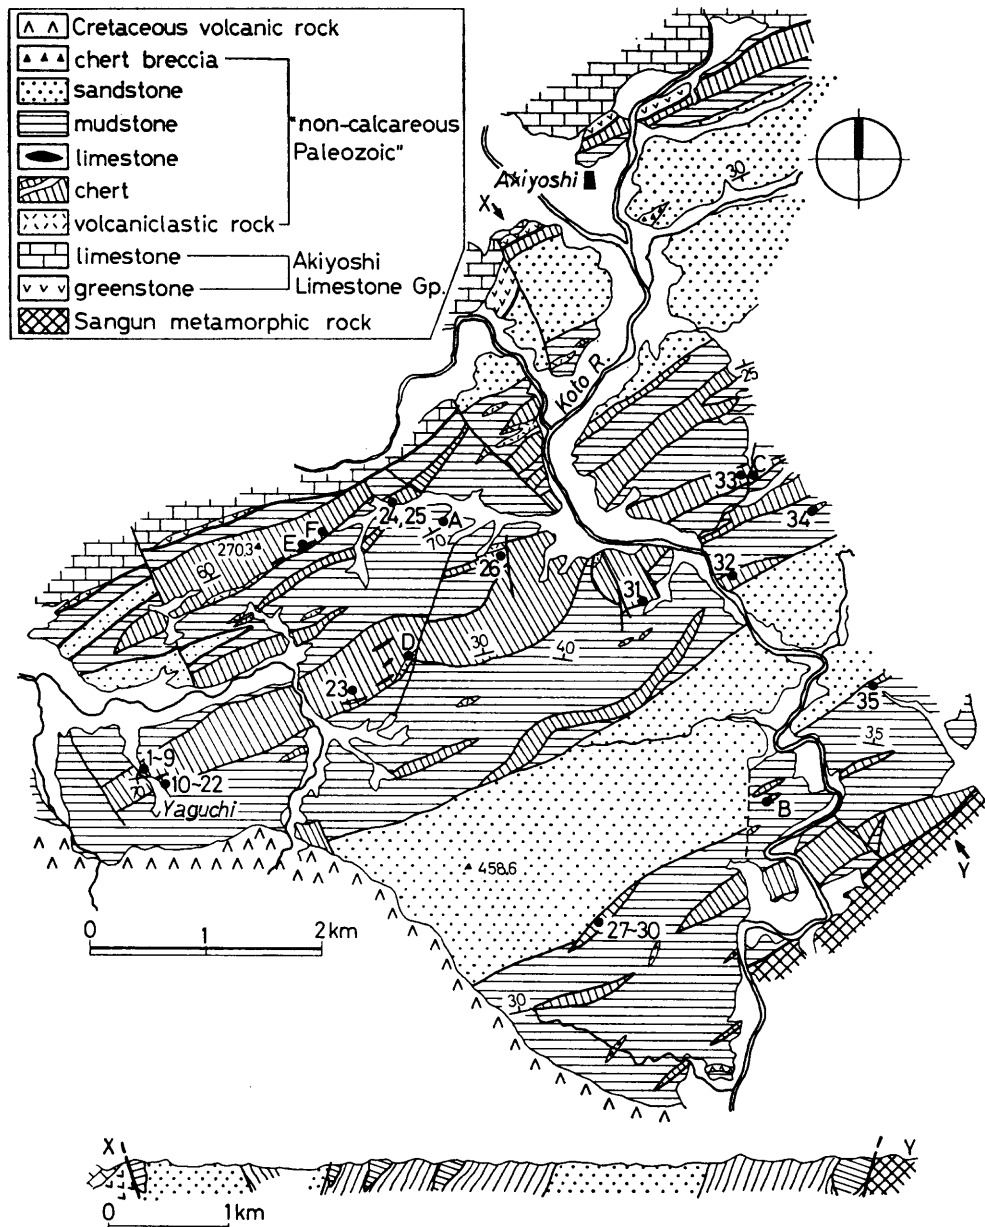 Cretaceous volcanic rock
chert breccia
sandstone
mudstone
limestone
chert
volcaniclastic rock
"non-calcareous
Paleozoic"
limestone
greenstone
Akiyoshi
Limestone Gp.
Sangun metamorphic rock
Akiyoshi
30
X
Koto R.
25
33
C
34
24,25
A
70
F
E
270.3
60
26
32
31
D
30
40
23
35
35
1~9
70
10~22
Yaguchi
B
458.6
Y
27~30
30
0 1 2km
X Y
0 1km